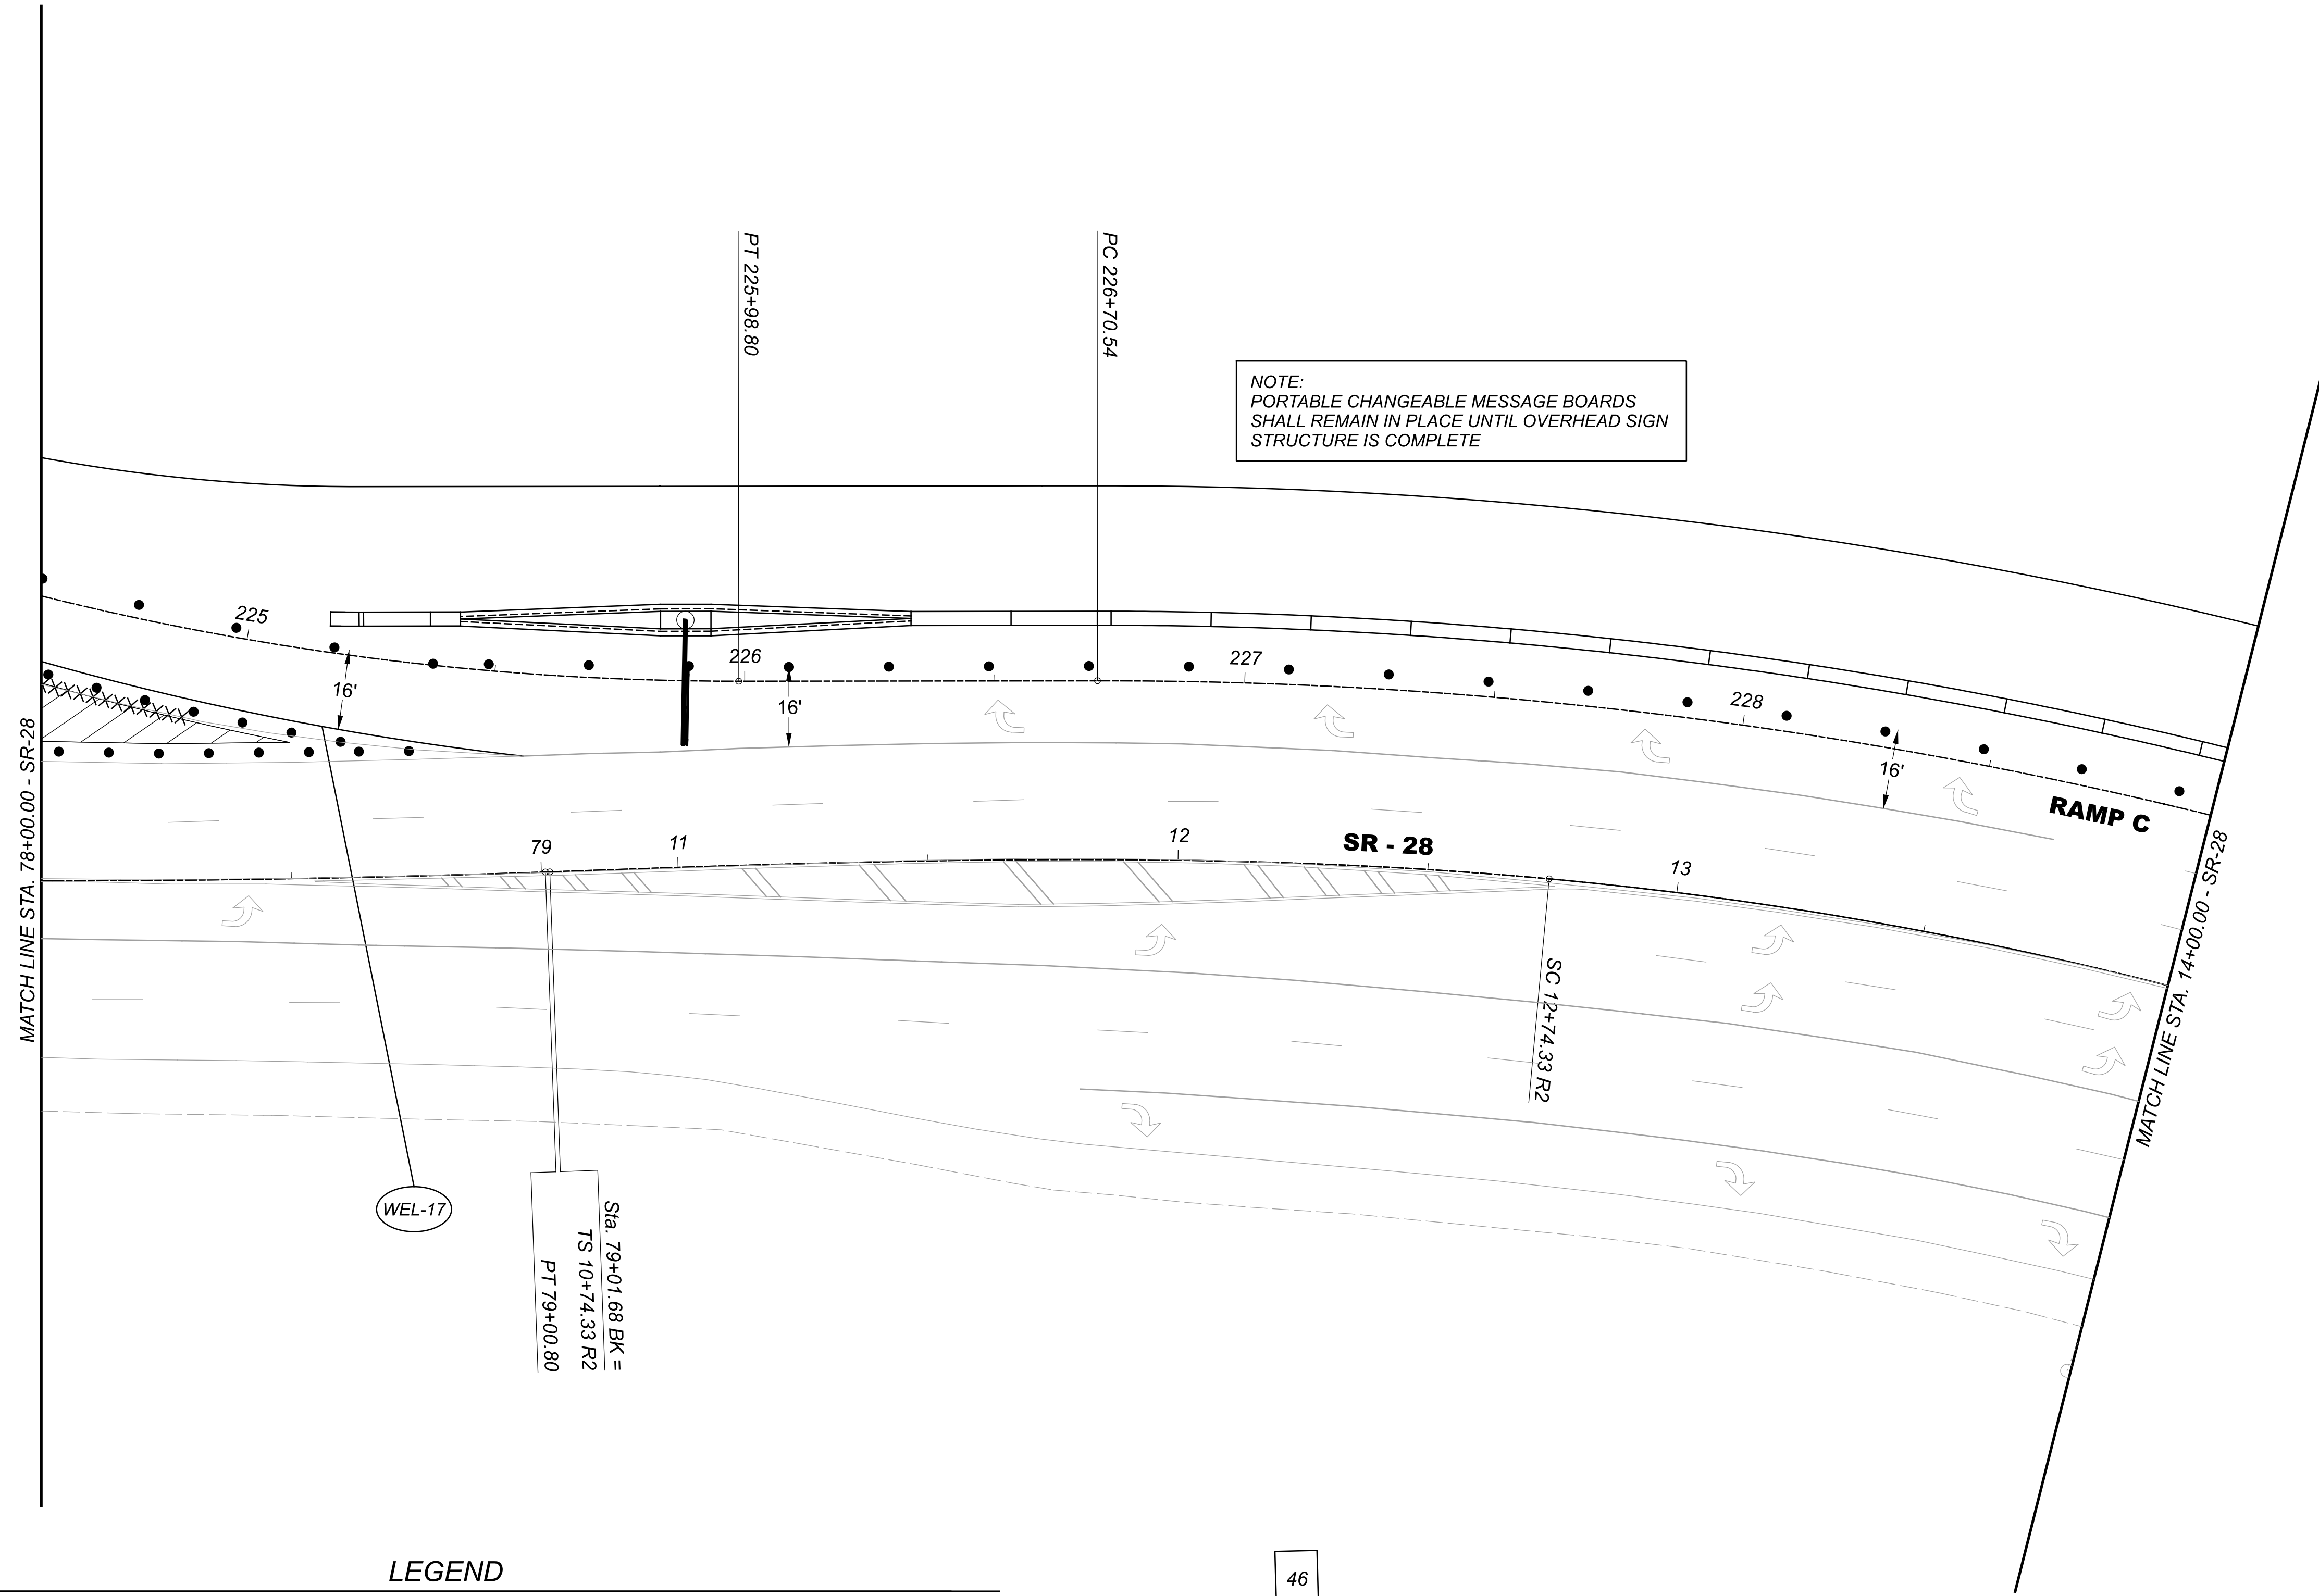 PT 225+98.80
PC 226+70.54
NOTE:
PORTABLE CHANGEABLE MESSAGE BOARDS
SHALL REMAIN IN PLACE UNTIL OVERHEAD SIGN
STRUCTURE IS COMPLETE
225
226
227
228
16'
16'
16'
RAMP C
MATCH LINE STA. 78+00.00 - SR-28
79
11
12
SR - 28
13
MATCH LINE STA. 14+00.00 - SR-28
SC 12+74.33 R2
WEL-17
Sta. 79+01.68 BK =
TS 10+74.33 R2
PT 79+00.80
LEGEND
46